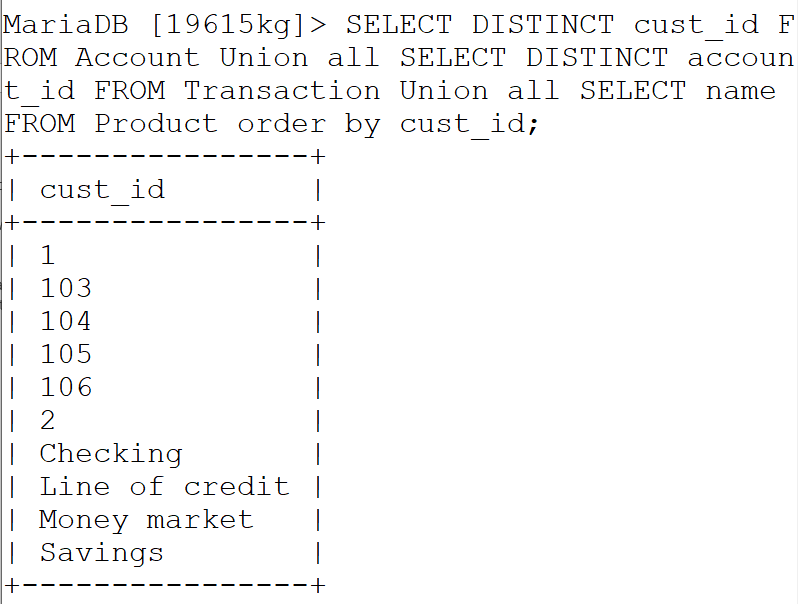 MariaDB [19615kg]> SELECT DISTINCT cust_id F
ROM Account Union all SELECT DISTINCT accoun
t_id FROM Transaction Union all SELECT name
FROM Product order by cust_id;
+----------------+
| cust_id        |
+----------------+
| 1              |
| 103            |
| 104            |
| 105            |
| 106            |
| 2              |
| Checking       |
| Line of credit |
| Money market   |
| Savings        |
+----------------+